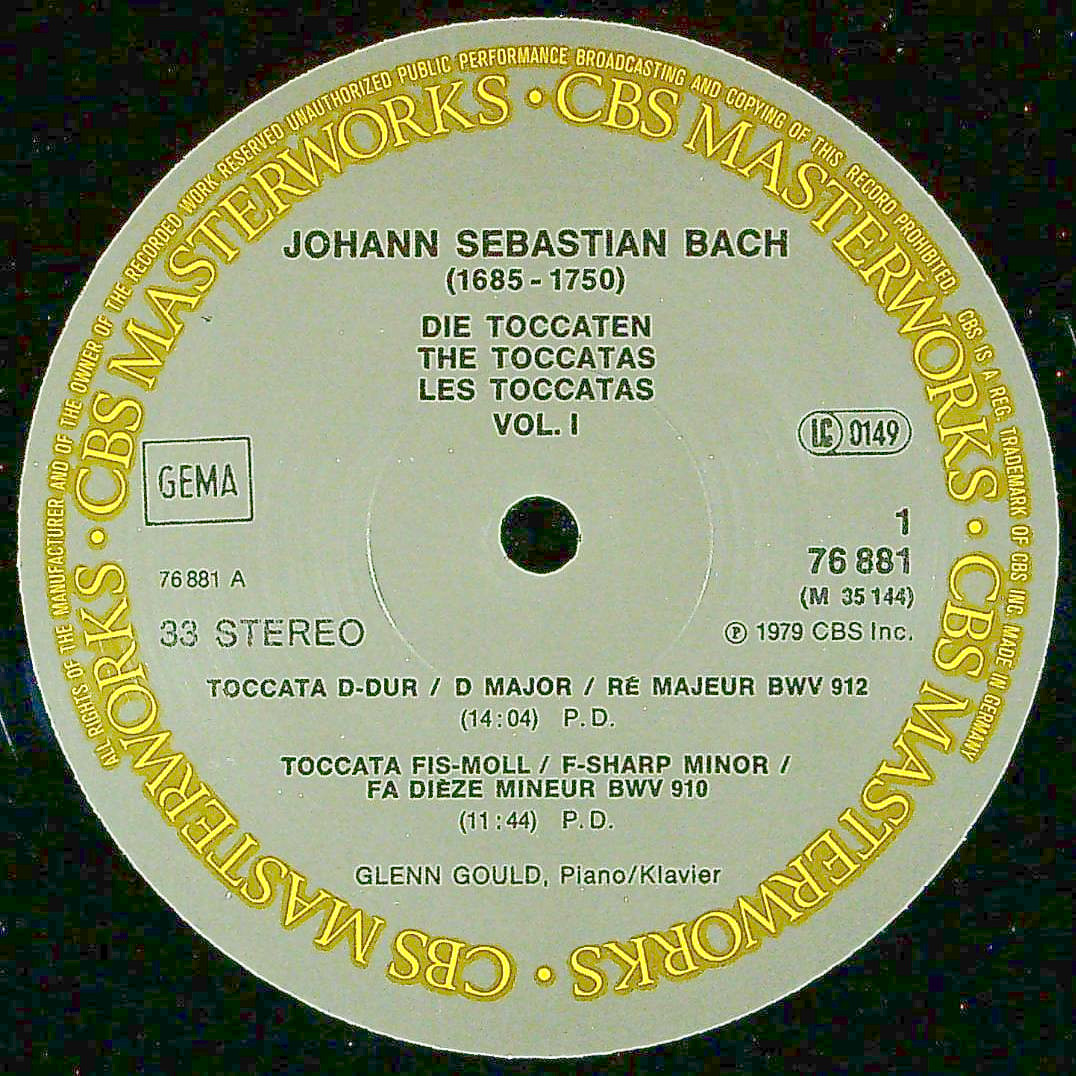 ALL RIGHTS OF THE MANUFACTURER AND OF THE OWNER OF THE RECORDED WORK RESERVED UNAUTHORIZED PUBLIC PERFORMANCE BROADCASTING AND COPYING OF THIS RECORD PROHIBITED
CBS IS A REG. TRADEMARK OF CBS INC. MADE IN GERMANY
CBS MASTERWORKS • CBS MASTERWORKS • CBS MASTERWORKS • CBS MASTERWORKS •
JOHANN SEBASTIAN BACH
(1685 - 1750)
DIE TOCCATEN
THE TOCCATAS
LES TOCCATAS
VOL. I
GEMA
LC 0149
1
76 881
(M 35 144)
℗ 1979 CBS Inc.
76 881 A
33 STEREO
TOCCATA D-DUR / D MAJOR / RÉ MAJEUR BWV 912
(14:04) P.D.
TOCCATA FIS-MOLL / F-SHARP MINOR /
FA DIÈZE MINEUR BWV 910
(11:44) P.D.
GLENN GOULD, Piano/Klavier